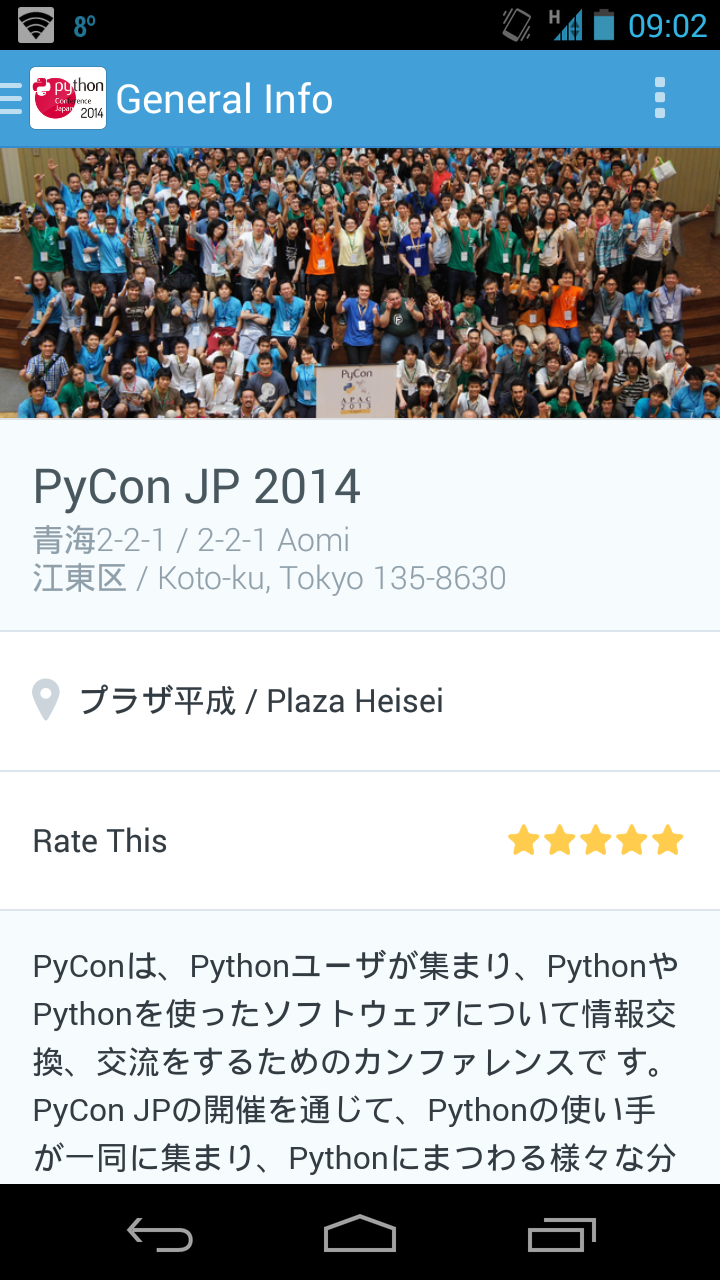 8°
H
09:02
python
Conference
Japan
2014
General Info
PyCon
APAC
2013
PyCon JP 2014
青海2-2-1 / 2-2-1 Aomi
江東区 / Koto-ku, Tokyo 135-8630
プラザ平成 / Plaza Heisei
Rate This
PyConは、Pythonユーザが集まり、Pythonや
Pythonを使ったソフトウェアについて情報交
換、交流をするためのカンファレンスで す。
PyCon JPの開催を通じて、Pythonの使い手
が一同に集まり、Pythonにまつわる様々な分